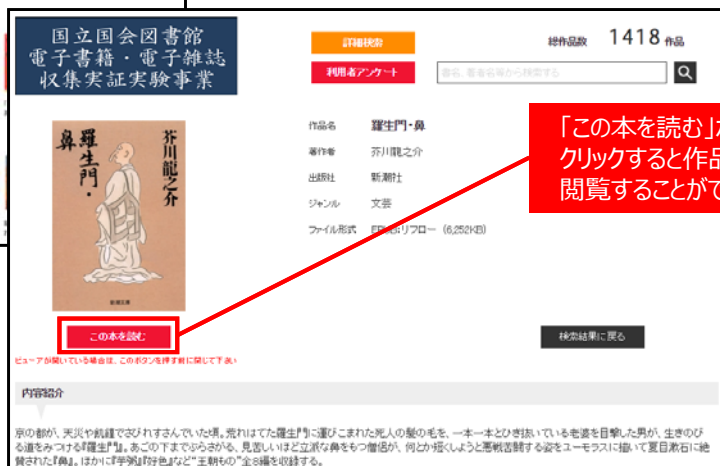 国立国会図書館
電子書籍・電子雑誌
収集実証実験事業
詳細検索
総作品数 1418 作品
利用者アンケート
書名、著者名等から検索する
芥川龍之介
羅生門・
鼻
新潮文庫
作品名 羅生門・鼻
著作者 芥川龍之介
出版社 新潮社
ジャンル 文芸
ファイル形式 リフロー (6,252KB)
「この本を読む」
クリックすると作品
閲覧することがで
この本を読む
検索結果に戻る
ビューアが開いている場合は、このボタンを押す前に閉じて下さい
内容紹介
京の都が、天災や飢饉でさびれすさんでいた頃。荒れはてた羅生門に運びこまれた死人の髪の毛を、一本一本とひき抜いている老婆を目撃した男が、生きのび
る道をみつける『羅生門』。あごの下までぶらさがる、見苦しいほど立派な鼻をもつ僧侶が、何とか短くしようと悪戦苦闘する姿をユーモラスに描いて夏目漱石に絶
賛された『鼻』。ほかに『芋粥』『好色』など"王朝もの"全8編を収録する。